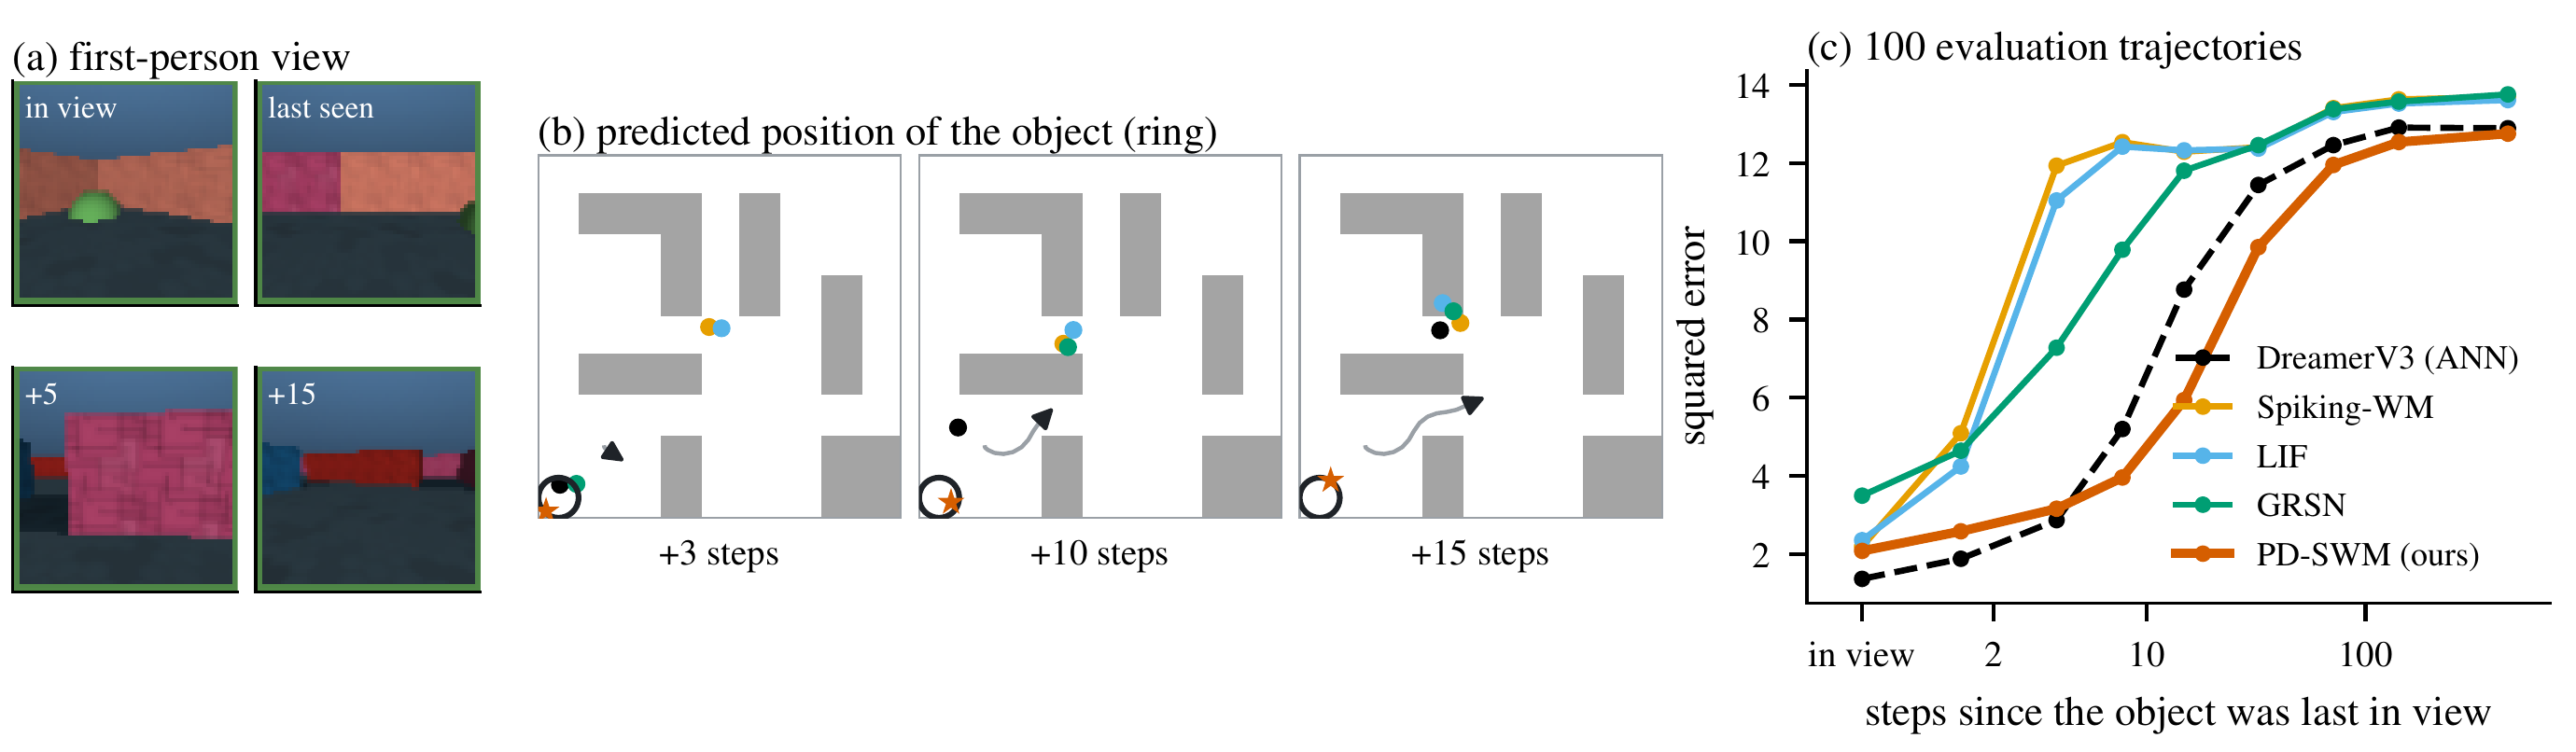 (a) first-person view
in view
last seen
+5
+15
(b) predicted position of the object (ring)
+3 steps
+10 steps
+15 steps
(c) 100 evaluation trajectories
squared error
14
12
10
8
6
4
2
DreamerV3 (ANN)
Spiking-WM
LIF
GRSN
PD-SWM (ours)
in view
2
10
100
steps since the object was last in view